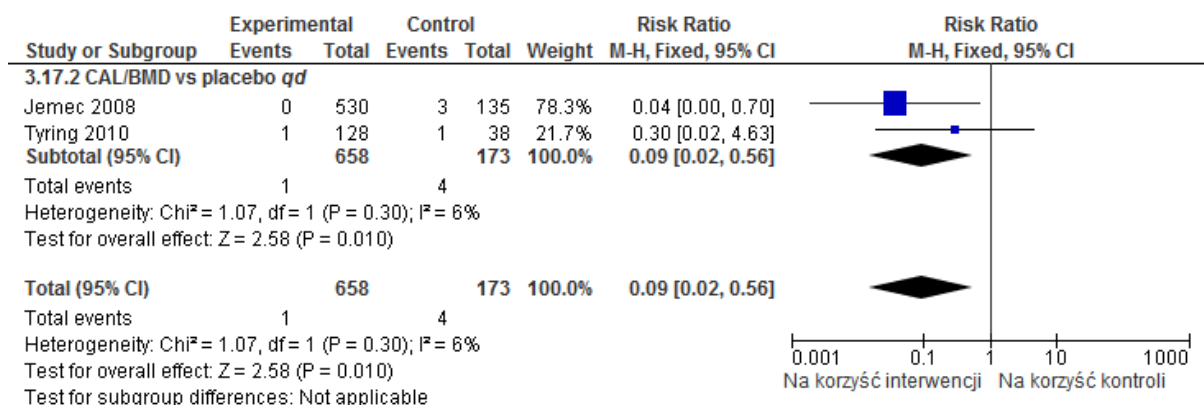 Experimental Control Risk Ratio Risk Ratio
Study or Subgroup Events Total Events Total Weight M-H, Fixed, 95% CI M-H, Fixed, 95% CI
3.17.2 CAL/BMD vs placebo qd
Jemec 2008 0 530 3 135 78.3% 0.04 [0.00, 0.70]
Tyring 2010 1 128 1 38 21.7% 0.30 [0.02, 4.63]
Subtotal (95% CI) 658 173 100.0% 0.09 [0.02, 0.56]
Total events 1 4
Heterogeneity: Chi² = 1.07, df = 1 (P = 0.30); I² = 6%
Test for overall effect: Z = 2.58 (P = 0.010)
Total (95% CI) 658 173 100.0% 0.09 [0.02, 0.56]
Total events 1 4
Heterogeneity: Chi² = 1.07, df = 1 (P = 0.30); I² = 6%
Test for overall effect: Z = 2.58 (P = 0.010)
Test for subgroup differences: Not applicable
0.001 0.1 1 10 1000
Na korzyść interwencji Na korzyść kontroli